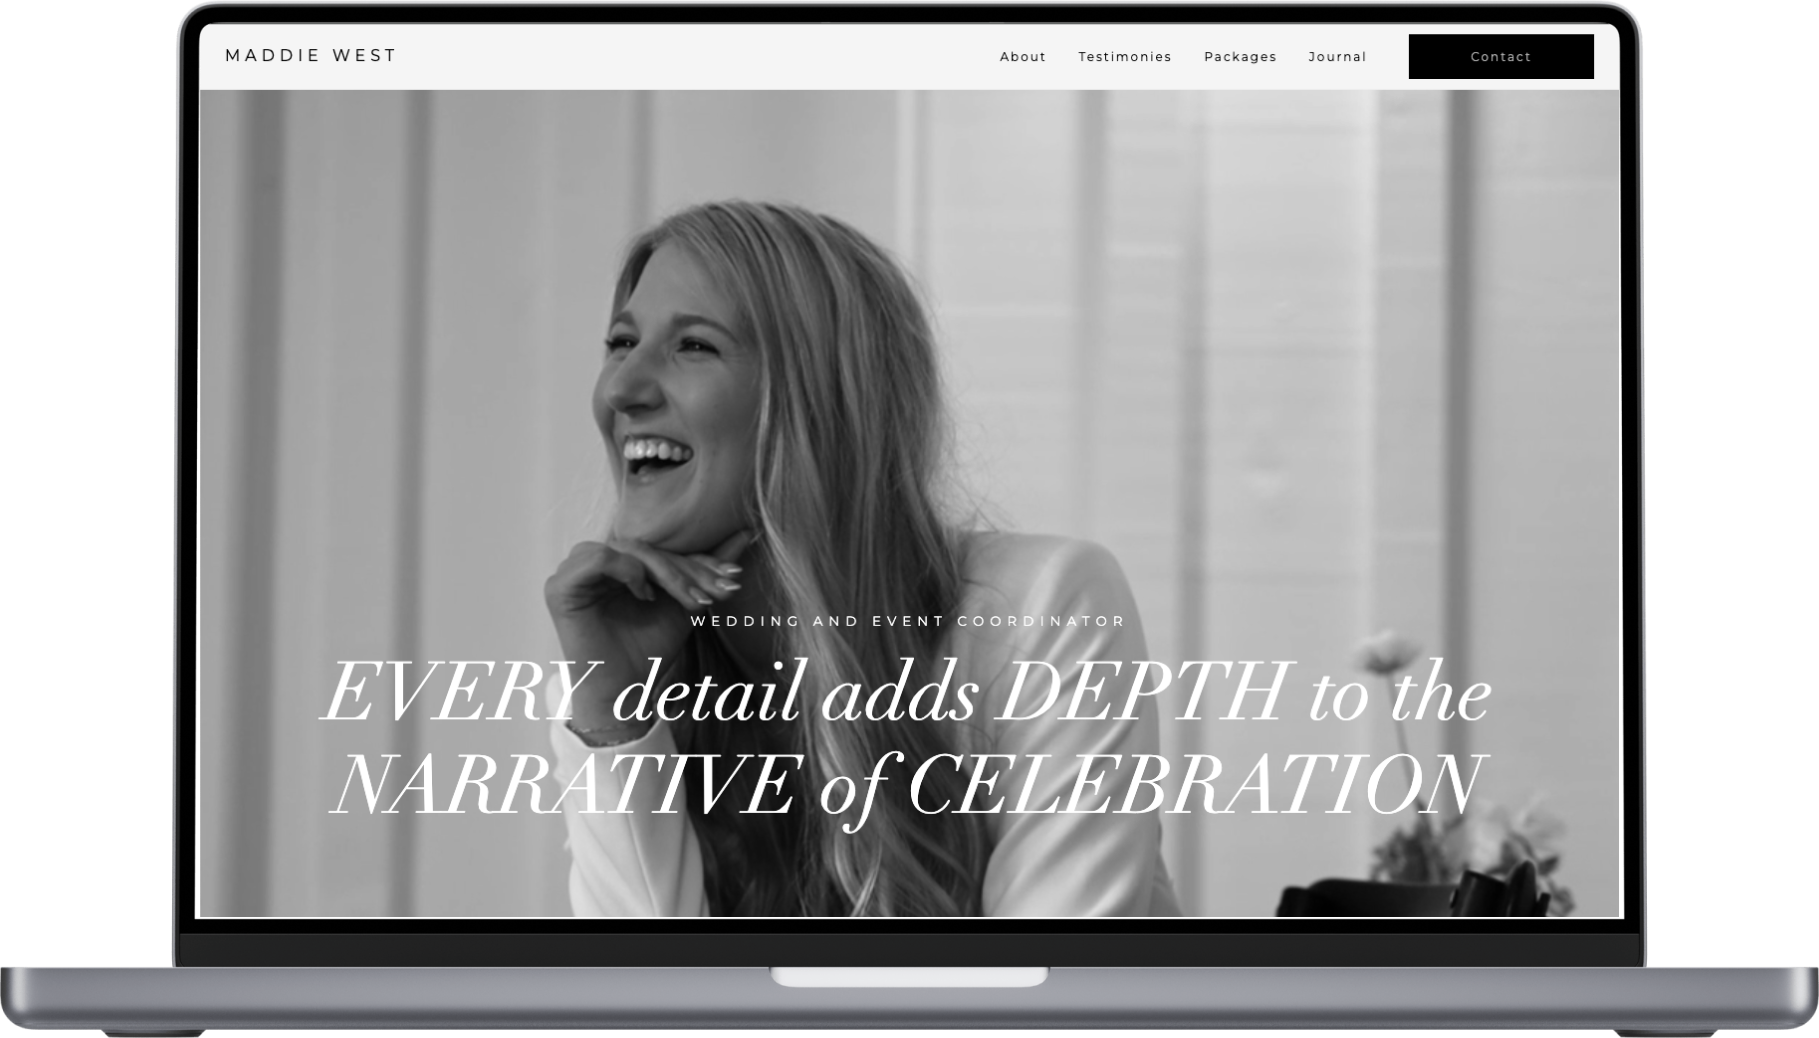 MADDIE WEST
About Testimonies Packages Journal Contact
WEDDING AND EVENT COORDINATOR
EVERY detail adds DEPTH to the
NARRATIVE of CELEBRATION